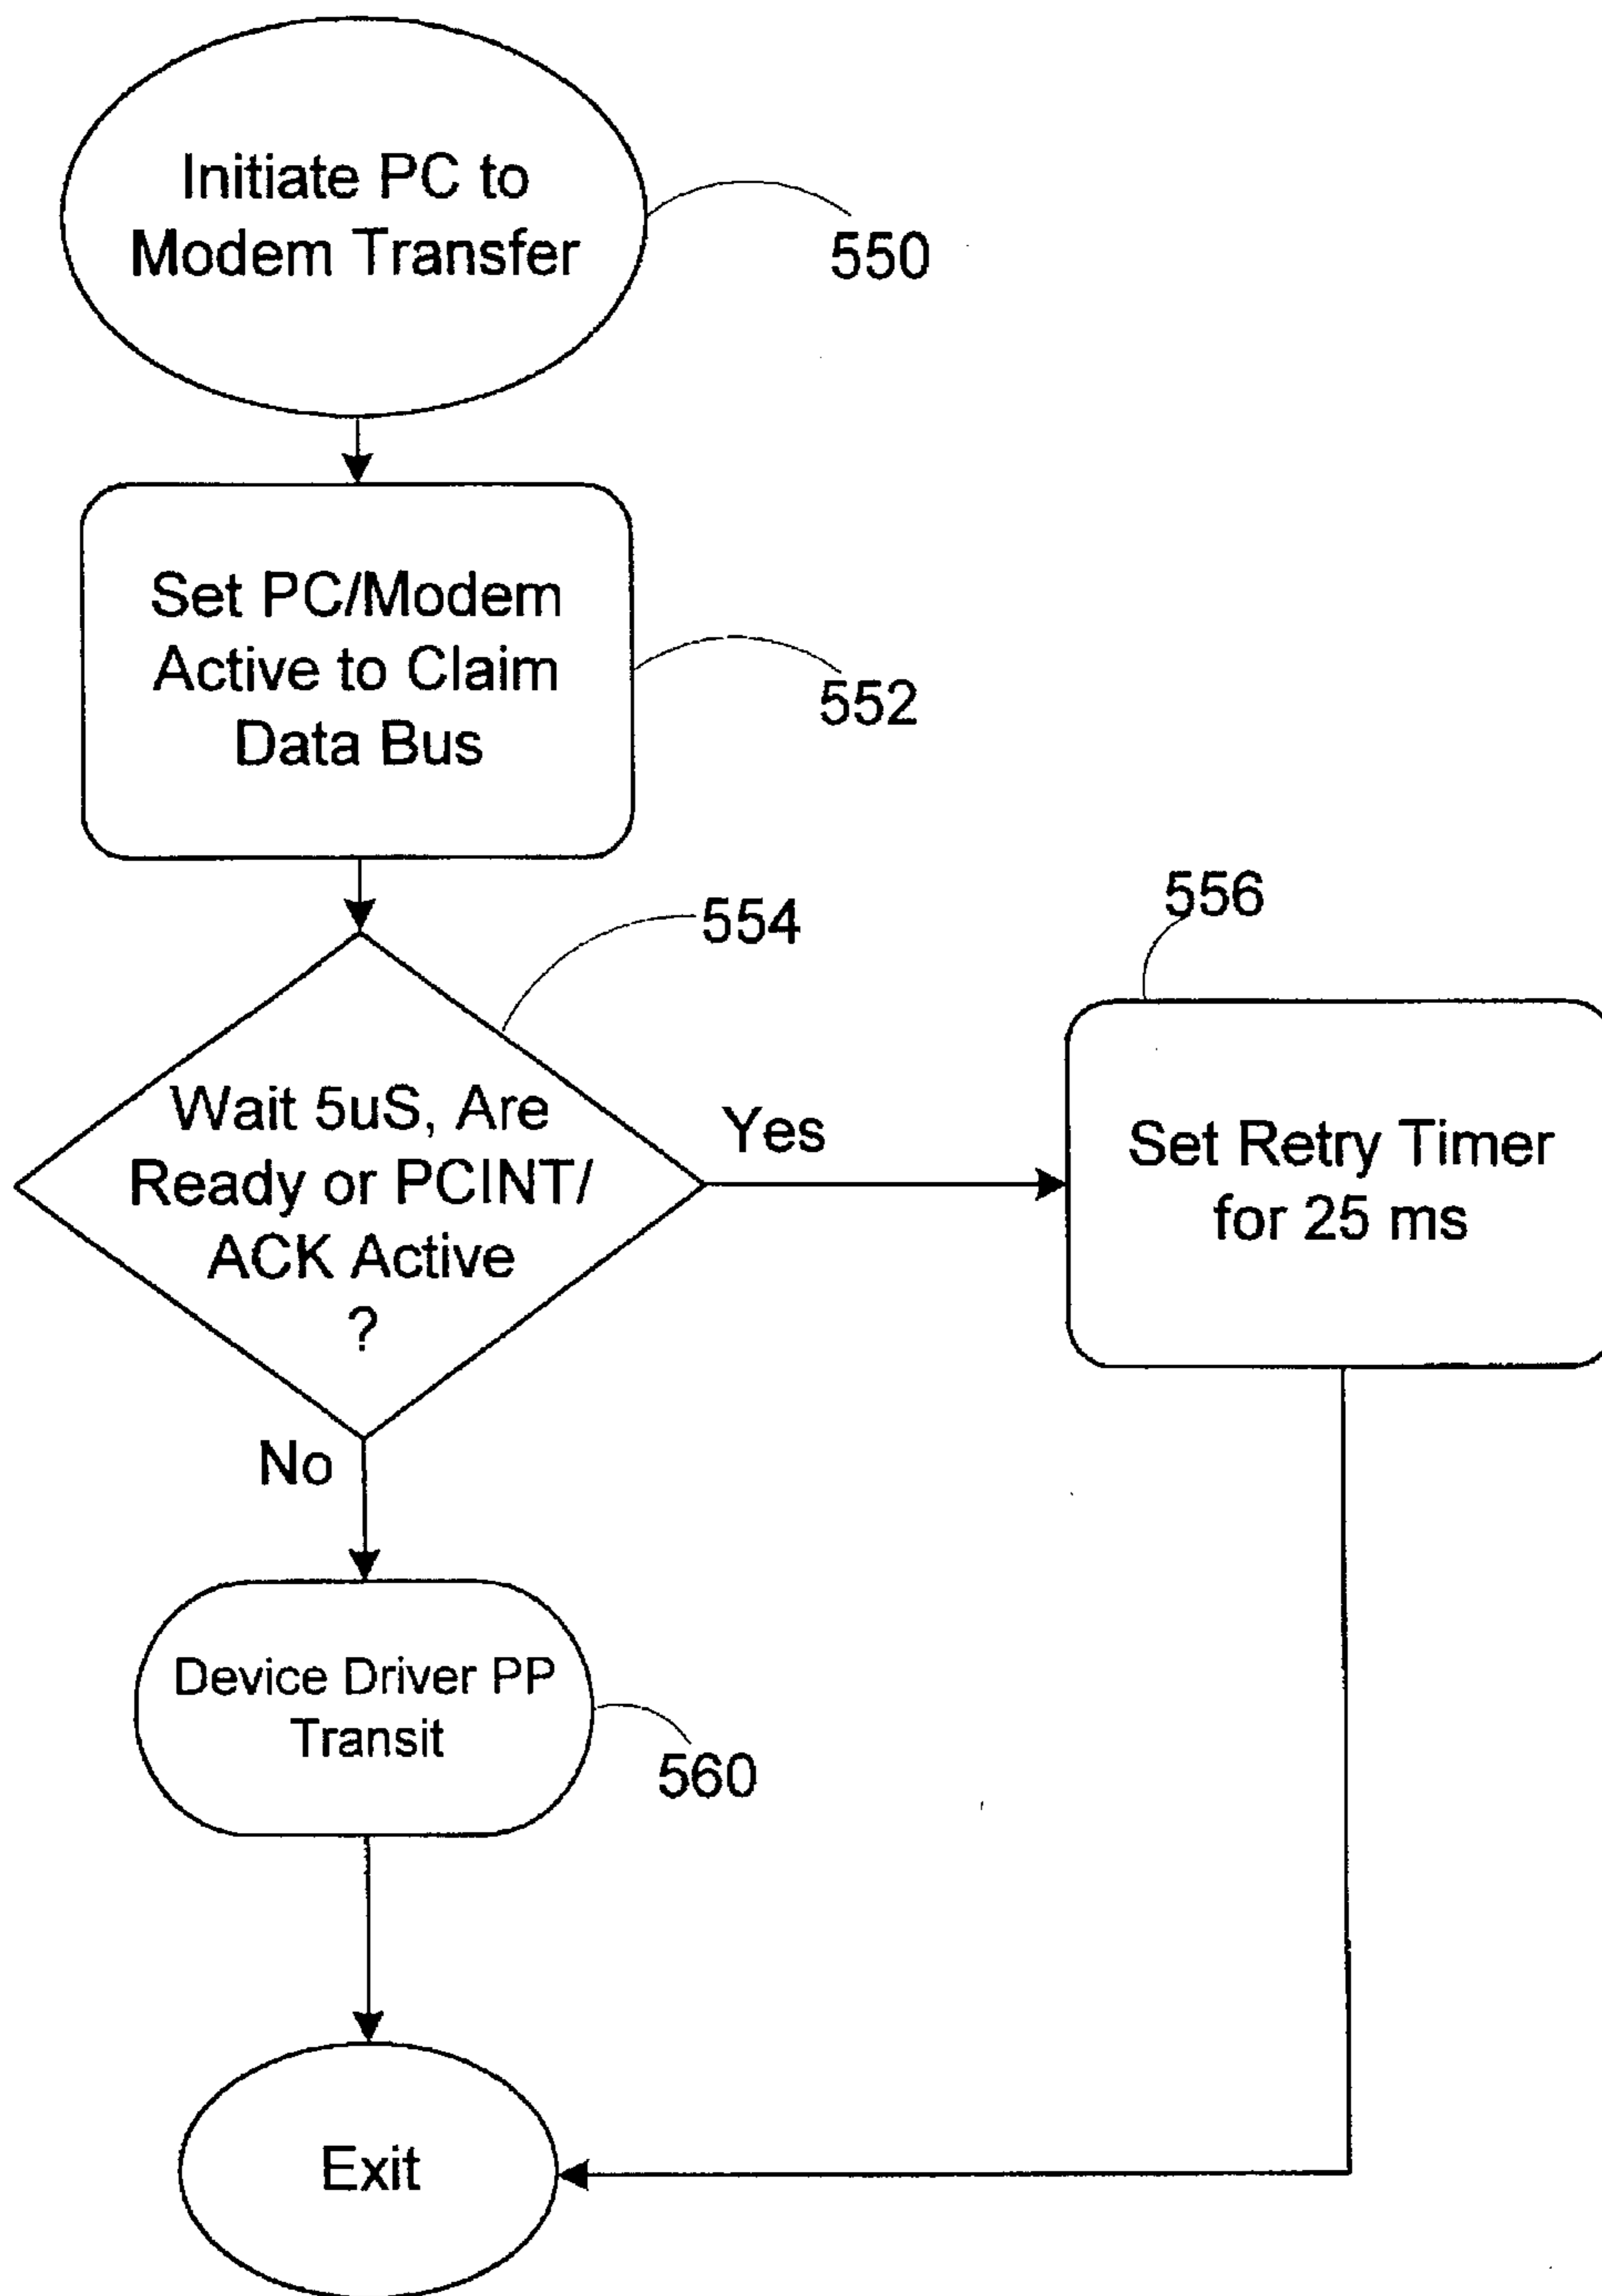 Initiate PC to
Modem Transfer
550
Set PC/Modem
Active to Claim
Data Bus
552
554
556
Wait 5uS, Are
Ready or PCINT/
ACK Active
?
Yes
Set Retry Timer
for 25 ms
No
Device Driver PP
Transit
560
Exit